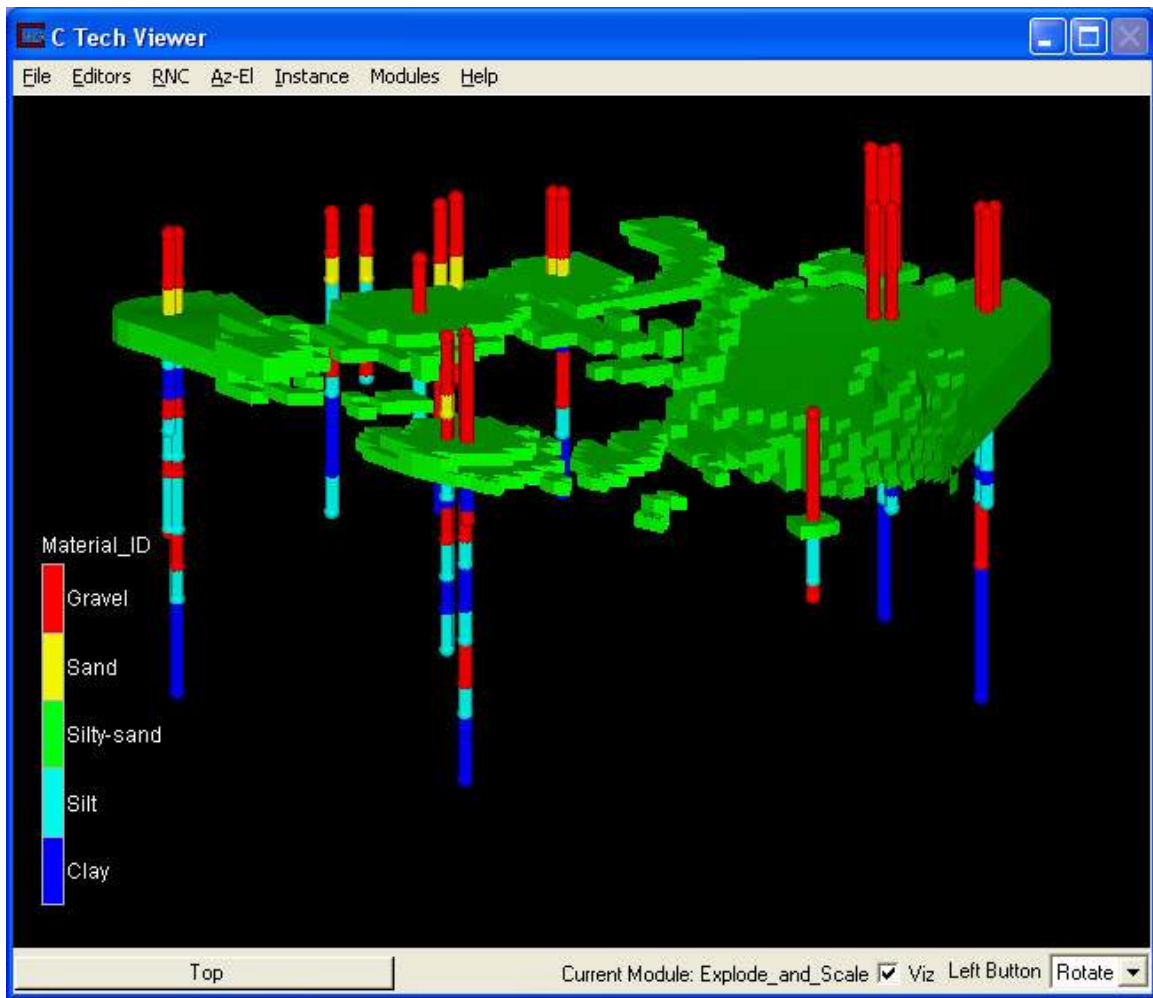 C Tech Viewer
File Editors RNC Az-El Instance Modules Help
Material_ID
Gravel
Sand
Silty-sand
Silt
Clay
Top Current Module: Explode_and_Scale Viz Left Button Rotate